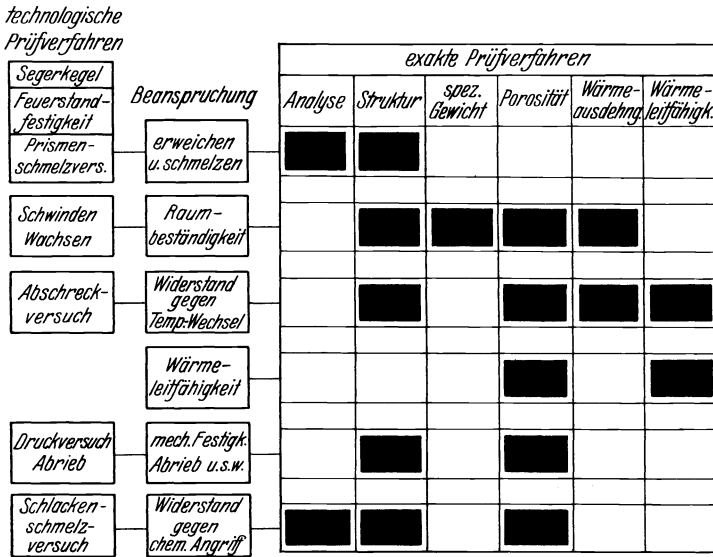 technologische
Prüfverfahren
Segerkegel
Feuerstand-
festigkeit
Prismen-
schmelzvers.
Schwinden
Wachsen
Abschreck-
versuch
Druckversuch
Abrieb
Schlacken-
schmelz-
versuch
Beanspruchung
erweichen
u. schmelzen
Raum-
beständigkeit
Widerstand
gegen
Temp:Wechsel
Wärme-
leitfähigkeit
mech. Festigk.
Abrieb u.s.w.
Widerstand
gegen
chem. Angriff
exakte Prüfverfahren
Analyse
Struktur
spez.
Gewicht
Porosität
Wärme-
ausdehng.
Wärme-
leitfähigk.